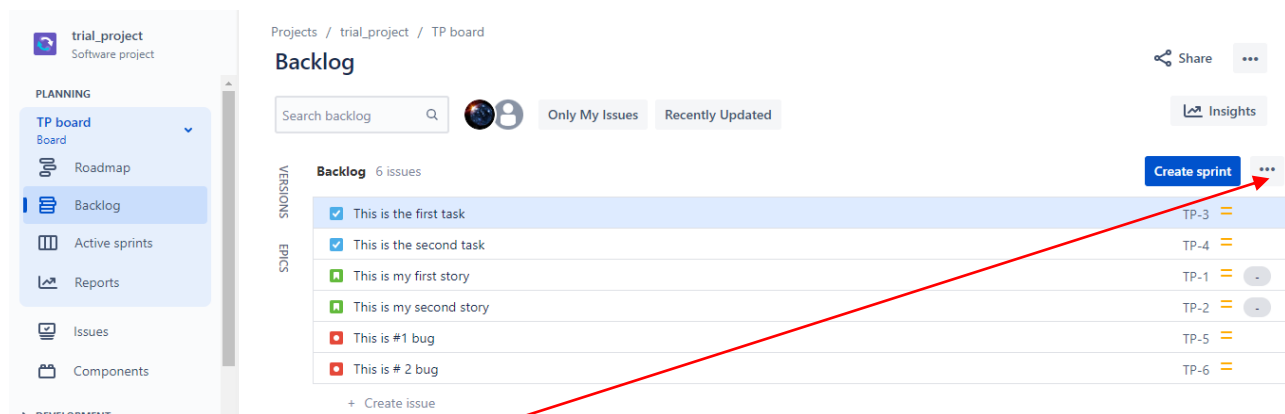 trial_project
Software project
PLANNING
TP board
Board
Roadmap
Backlog
Active sprints
Reports
Issues
Components
DEVELOPMENT
Projects / trial_project / TP board
Backlog
Share
Search backlog
Only My Issues
Recently Updated
Insights
VERSIONS
EPICS
Backlog 6 issues
Create sprint
This is the first task TP-3
This is the second task TP-4
This is my first story TP-1 -
This is my second story TP-2 -
This is #1 bug TP-5
This is # 2 bug TP-6
+ Create issue